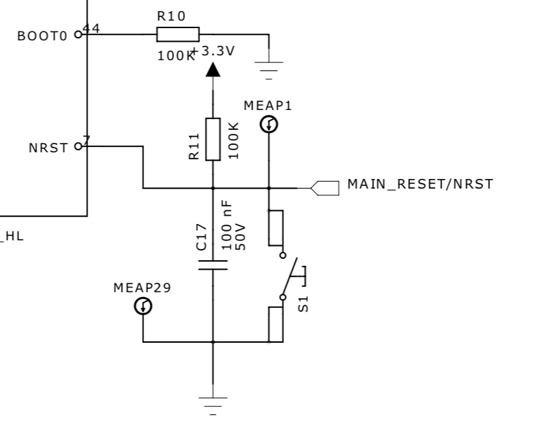 R10
BOOT0
44
100K
+3.3V
MEAP1
R11
100K
NRST
7
MAIN_RESET/NRST
_HL
C17
100 nF
50V
MEAP29
S1